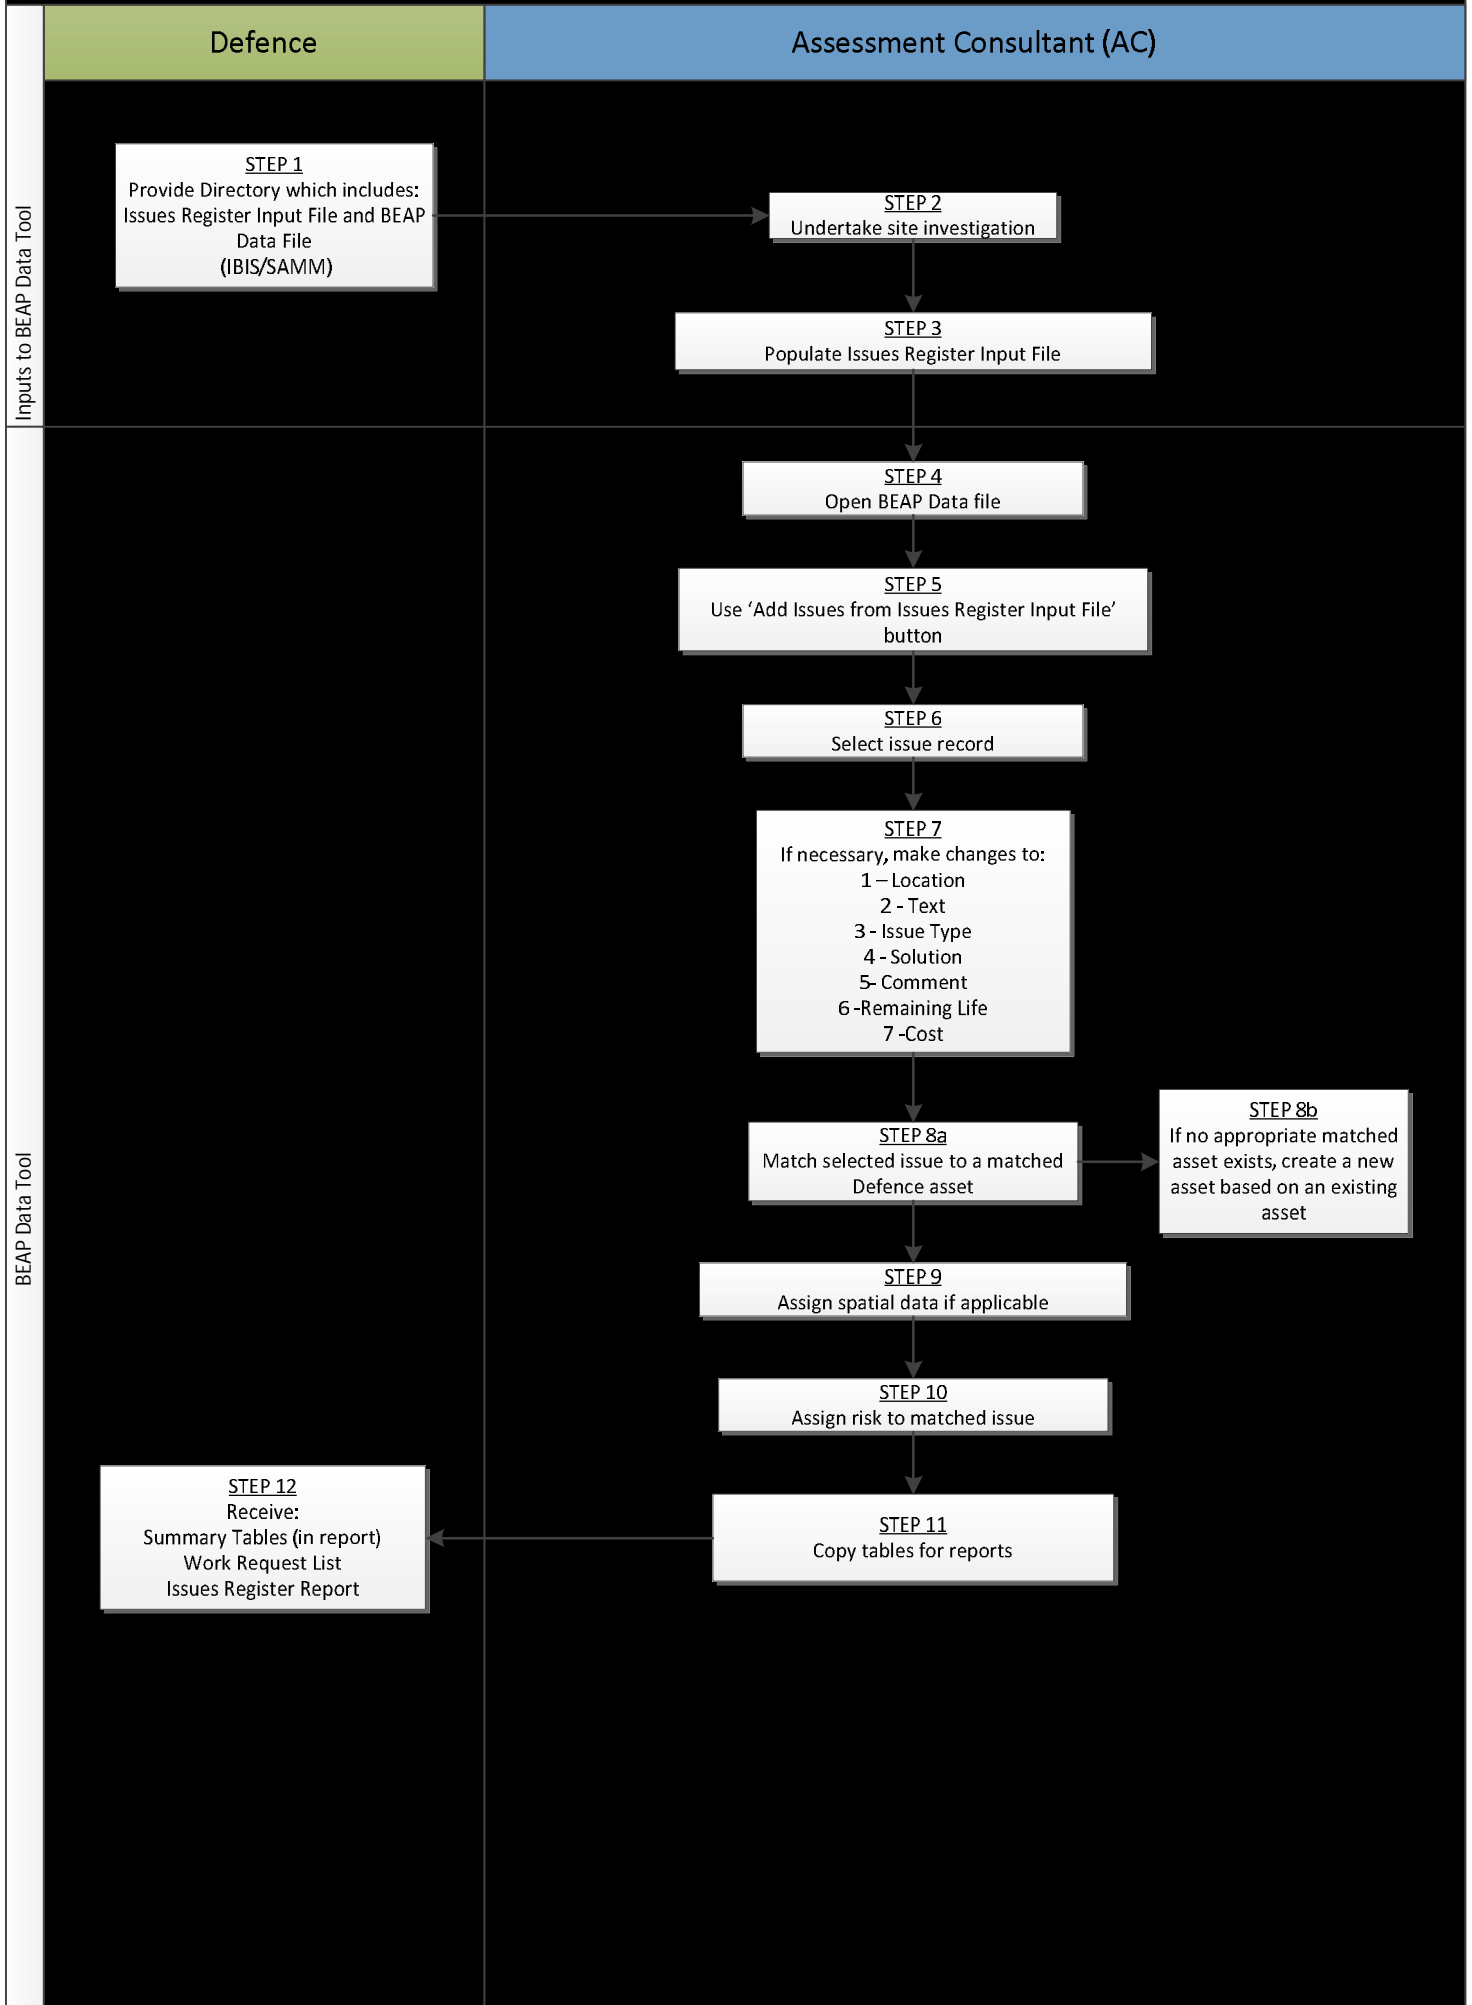 Defence
Assessment Consultant (AC)
Inputs to BEAP Data Tool
STEP 1
Provide Directory which includes:
Issues Register Input File and BEAP
Data File
(IBIS/SAMM)
STEP 2
Undertake site investigation
STEP 3
Populate Issues Register Input File
BEAP Data Tool
STEP 4
Open BEAP Data file
STEP 5
Use ‘Add Issues from Issues Register Input File’
button
STEP 6
Select issue record
STEP 7
If necessary, make changes to:
1 – Location
2 - Text
3 - Issue Type
4 - Solution
5- Comment
6 -Remaining Life
7 -Cost
STEP 8a
Match selected issue to a matched
Defence asset
STEP 8b
If no appropriate matched
asset exists, create a new
asset based on an existing
asset
STEP 9
Assign spatial data if applicable
STEP 10
Assign risk to matched issue
STEP 11
Copy tables for reports
STEP 12
Receive:
Summary Tables (in report)
Work Request List
Issues Register Report